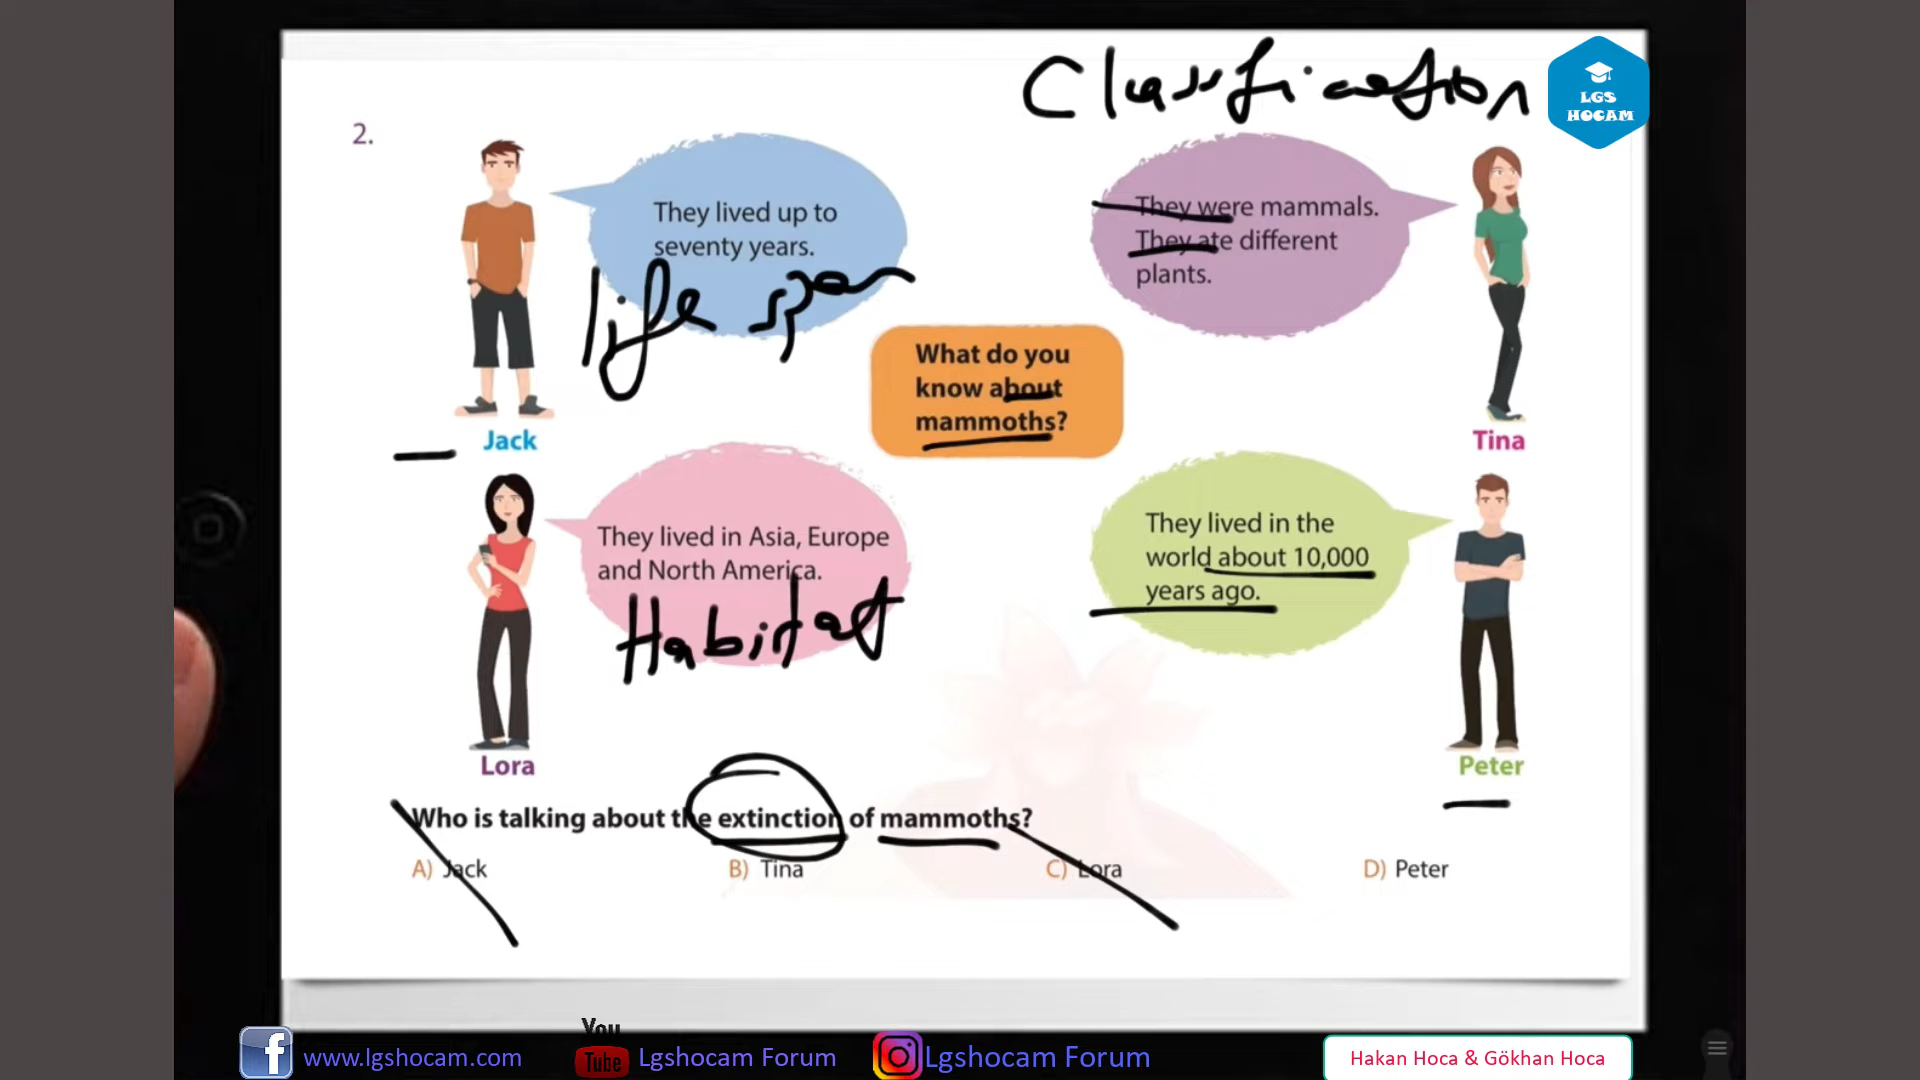 Classification
LGS
HOCAM
2.
They lived up to
seventy years.
life span
Jack
They were mammals.
They ate different
plants.
Tina
What do you
know about
mammoths?
They lived in Asia, Europe
and North America.
Habitat
Lora
They lived in the
world about 10,000
years ago.
Peter
Who is talking about the extinction of mammoths?
A) Jack
B) Tina
C) Lora
D) Peter
www.lgshocam.com
You
Tube
Lgshocam Forum
Lgshocam Forum
Hakan Hoca & Gökhan Hoca